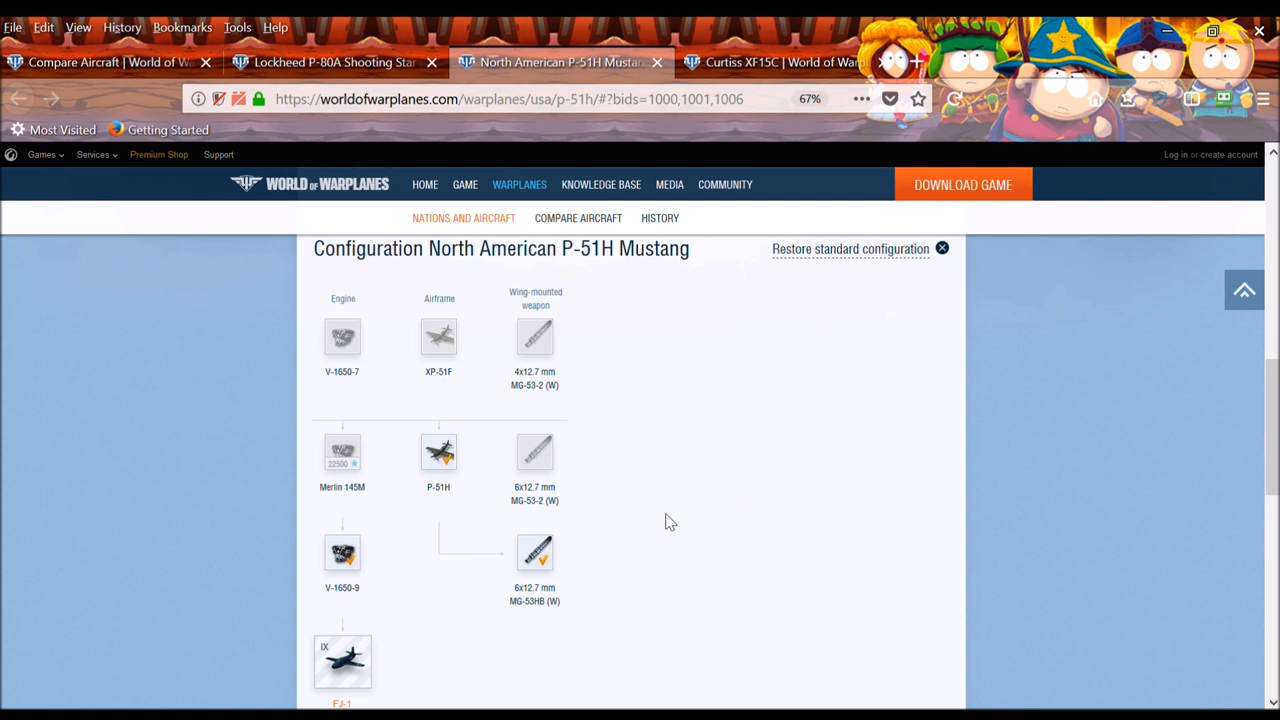 File Edit View History Bookmarks Tools Help
Compare Aircraft | World of W
Lockheed P-80A Shooting Star
North American P-51H Mustan
Curtiss XF15C | World of Warp
https://worldofwarplanes.com/warplanes/usa/p-51h/#?bids=1000,1001,1006
67%
Most Visited Getting Started
Games Services Premium Shop Support
Log in or create account
WORLD OF WARPLANES
HOME GAME WARPLANES KNOWLEDGE BASE MEDIA COMMUNITY
DOWNLOAD GAME
NATIONS AND AIRCRAFT COMPARE AIRCRAFT HISTORY
Configuration North American P-51H Mustang
Restore standard configuration
Engine
Airframe
Wing-mounted
weapon
V-1650-7
XP-51F
4x12.7 mm
MG-53-2 (W)
22500
Merlin 145M
P-51H
6x12.7 mm
MG-53-2 (W)
V-1650-9
6x12.7 mm
MG-53HB (W)
IX
FJ-1